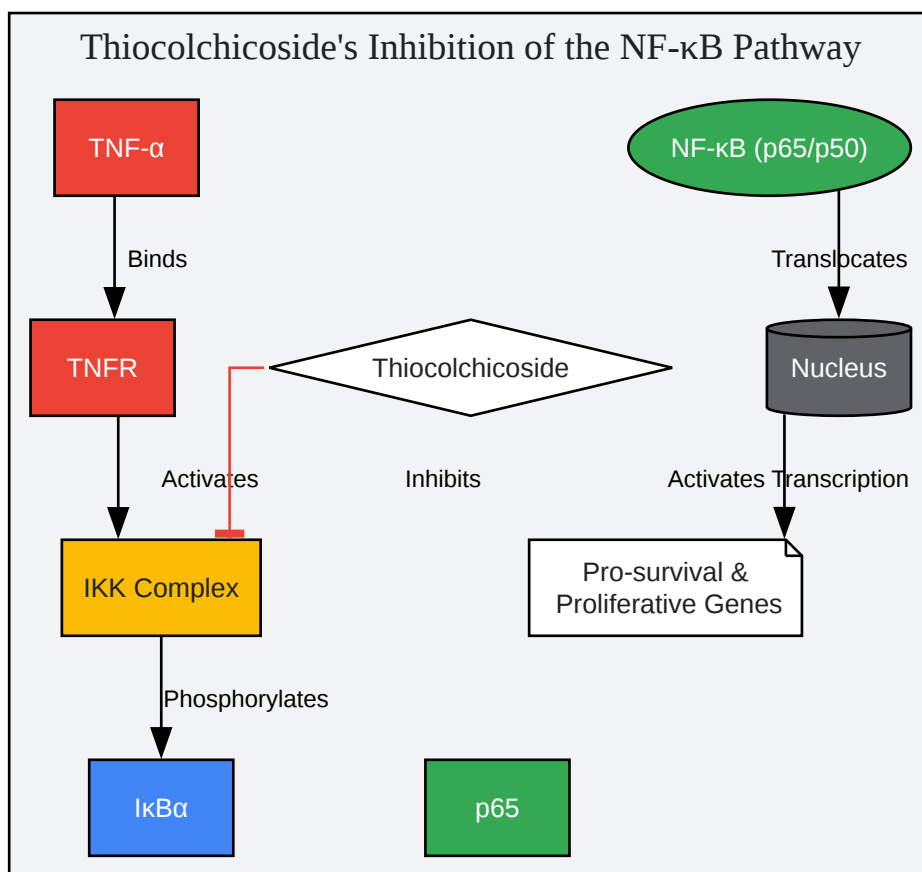 Thiocolchicoside's Inhibition of the NF-κB Pathway
TNF-α
NF-κB (p65/p50)
Binds
Translocates
TNFR
Thiocolchicoside
Nucleus
Activates
Inhibits
Activates Transcription
IKK Complex
Pro-survival &
Proliferative Genes
Phosphorylates
IκBα
p65